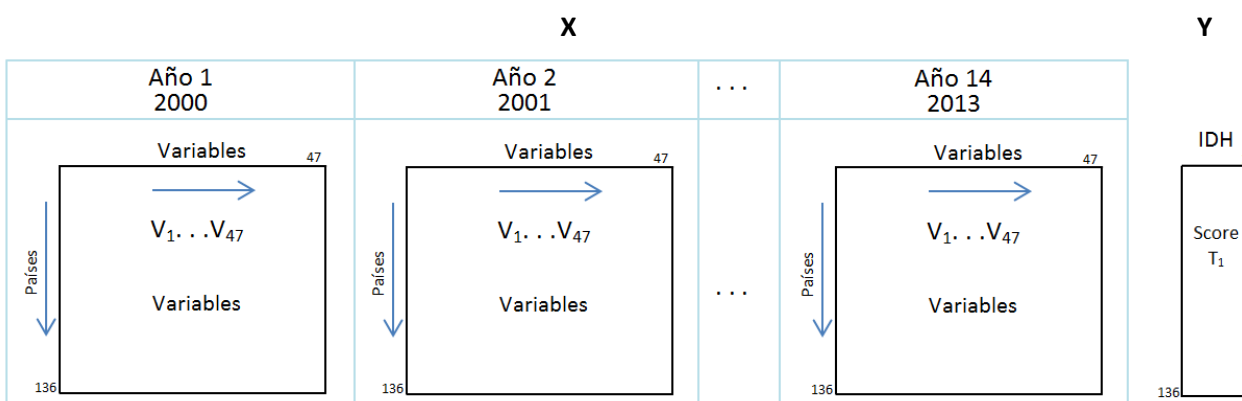 X
Y
Año 1
2000
Año 2
2001
. . .
Año 14
2013
Variables
47
Países
V₁. . .V₄₇
Variables
136
Variables
47
Países
V₁. . .V₄₇
Variables
136
. . .
Variables
47
Países
V₁. . .V₄₇
Variables
136
IDH
Score
T₁
136